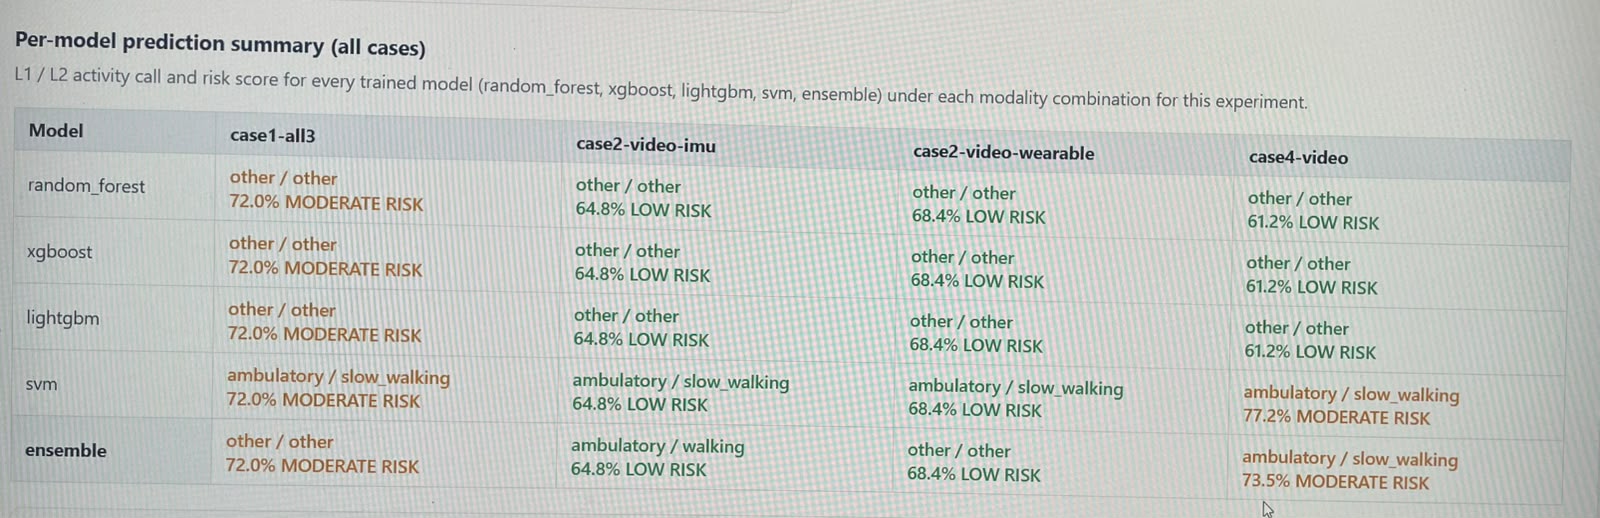 Per-model prediction summary (all cases)
L1 / L2 activity call and risk score for every trained model (random_forest, xgboost, lightgbm, svm, ensemble) under each modality combination for this experiment.
Model case1-all3 case2-video-imu case2-video-wearable case4-video
random_forest other / other other / other other / other other / other
72.0% MODERATE RISK 64.8% LOW RISK 68.4% LOW RISK 61.2% LOW RISK
xgboost other / other other / other other / other other / other
72.0% MODERATE RISK 64.8% LOW RISK 68.4% LOW RISK 61.2% LOW RISK
lightgbm other / other other / other other / other other / other
72.0% MODERATE RISK 64.8% LOW RISK 68.4% LOW RISK 61.2% LOW RISK
svm ambulatory / slow_walking ambulatory / slow_walking ambulatory / slow_walking ambulatory / slow_walking
72.0% MODERATE RISK 64.8% LOW RISK 68.4% LOW RISK 77.2% MODERATE RISK
ensemble other / other ambulatory / walking other / other ambulatory / slow_walking
72.0% MODERATE RISK 64.8% LOW RISK 68.4% LOW RISK 73.5% MODERATE RISK